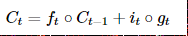 C_t = f_t ∘ C_{t−1} + i_t ∘ g_t